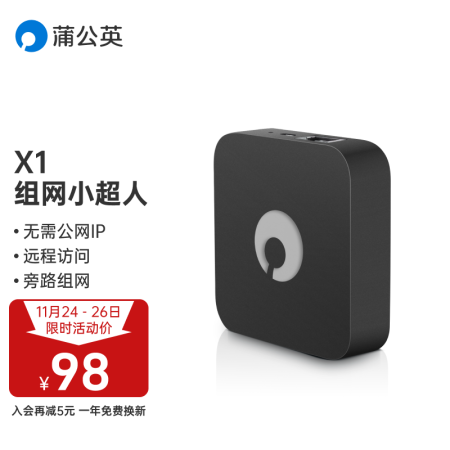 蒲公英
X1
组网小超人
• 无需公网IP
• 远程访问
• 旁路组网
11月24 - 26日
限时活动价
¥98
入会再减5元 一年免费换新